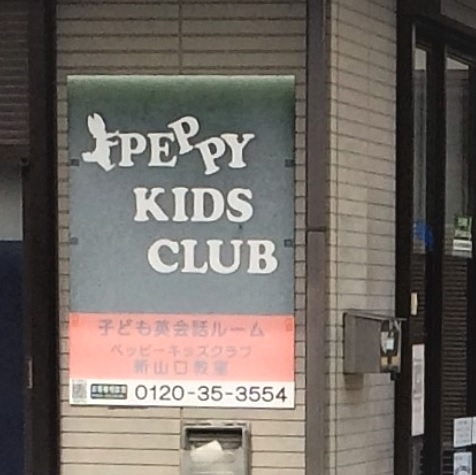 PEPPY
KIDS
CLUB
子ども英会話ルーム
ペッピーキッズクラブ
新山口教室
0120-35-3554